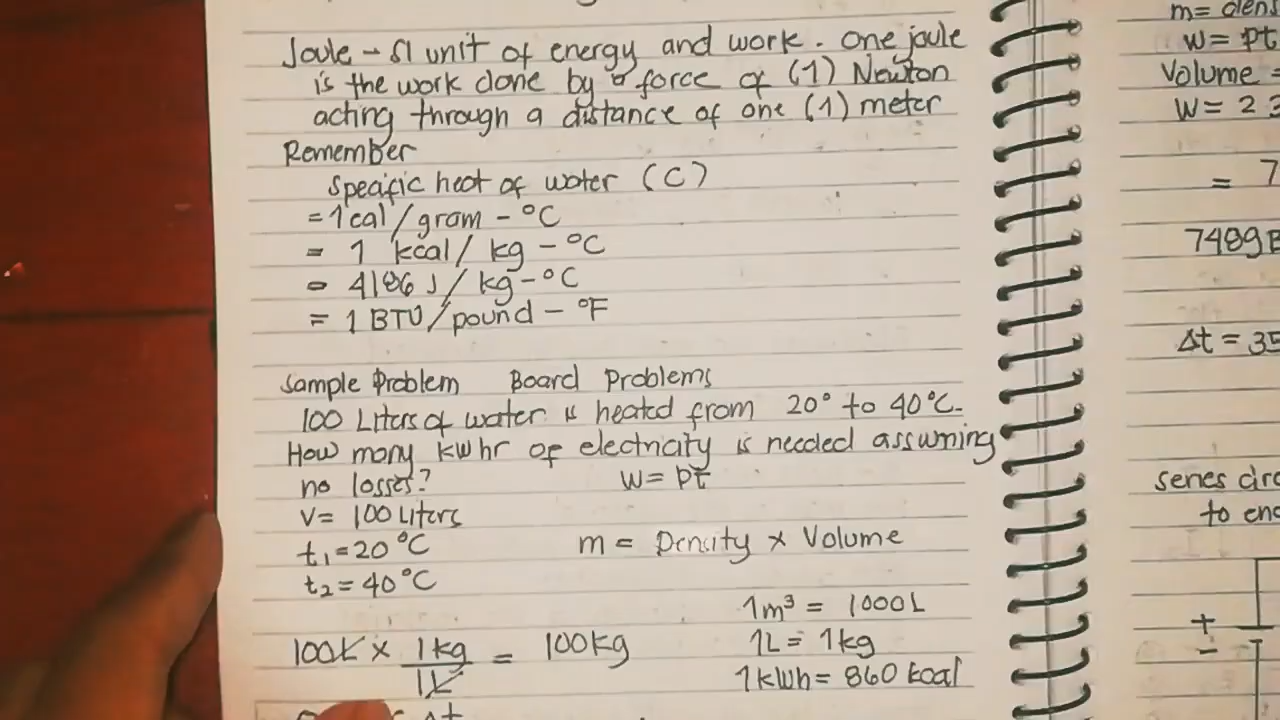 Joule - SI unit of energy and work. One joule
is the work done by a force of (1) Newton
acting through a distance of one (1) meter
Remember
specific heat of water (C)
= 1 cal / gram - °C
= 1 kcal / kg - °C
= 4186 J / kg - °C
= 1 BTU / pound - °F
Sample Problem Board Problems
100 Liters of water is heated from 20° to 40°C.
How many kwhr of electricity is needed assuming
no losses? W = Pt
V = 100 Liters
t₁ = 20°C m = Density x Volume
t₂ = 40°C
1m³ = 1000L
100L x 1kg/1L = 100kg 1L = 1kg
1kWh = 860 kcal
W = Pt
Volume =
W = 2
= 7
7489
Δt = 35
series
to
+
-